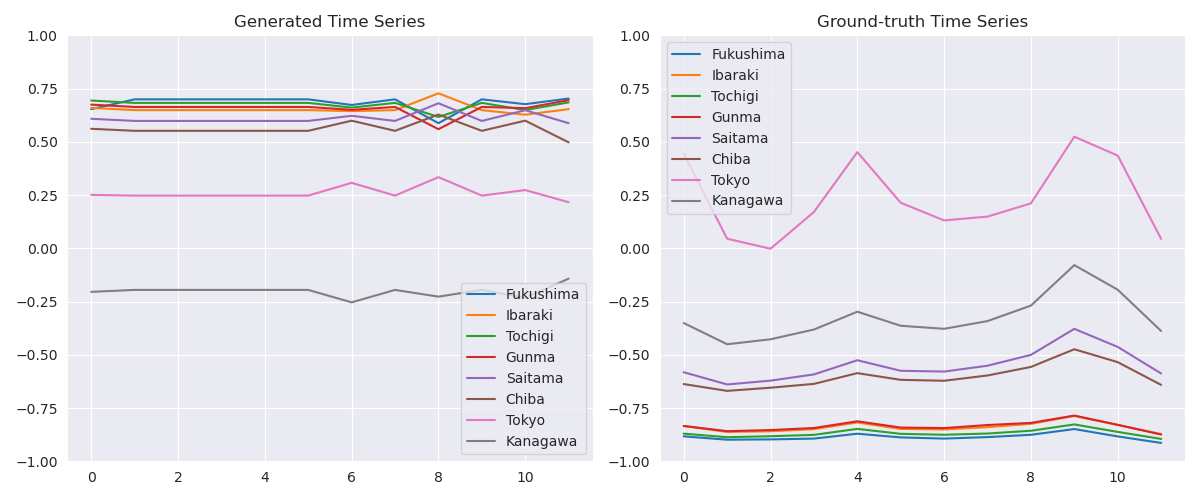 Generated Time Series
1.00
0.75
0.50
0.25
0.00
−0.25
−0.50
−0.75
−1.00
0 2 4 6 8 10
Fukushima
Ibaraki
Tochigi
Gunma
Saitama
Chiba
Tokyo
Kanagawa
Ground-truth Time Series
1.00
0.75
0.50
0.25
0.00
−0.25
−0.50
−0.75
−1.00
0 2 4 6 8 10
Fukushima
Ibaraki
Tochigi
Gunma
Saitama
Chiba
Tokyo
Kanagawa